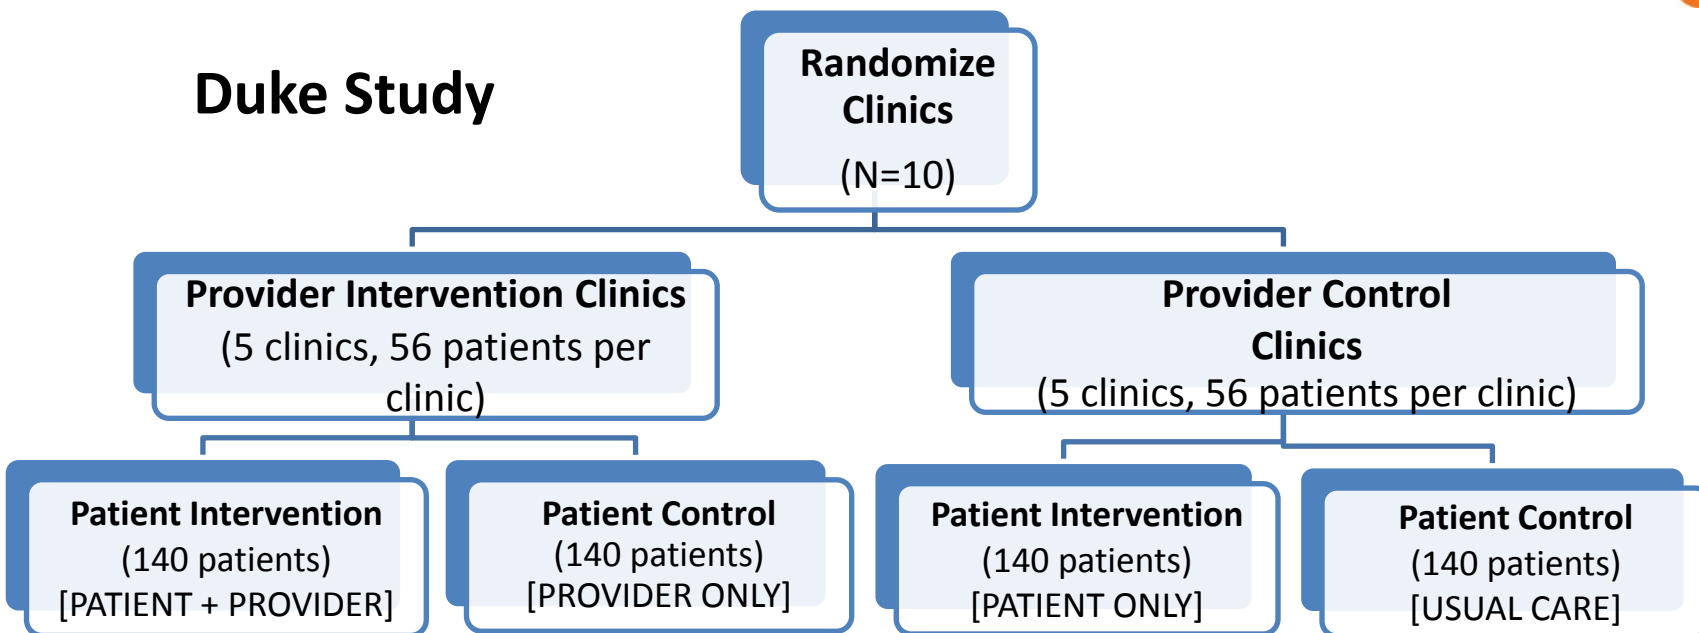 Duke Study
Randomize
Clinics
(N=10)
Provider Intervention Clinics
(5 clinics, 56 patients per
clinic)
Provider Control
Clinics
(5 clinics, 56 patients per clinic)
Patient Intervention
(140 patients)
[PATIENT + PROVIDER]
Patient Control
(140 patients)
[PROVIDER ONLY]
Patient Intervention
(140 patients)
[PATIENT ONLY]
Patient Control
(140 patients)
[USUAL CARE]